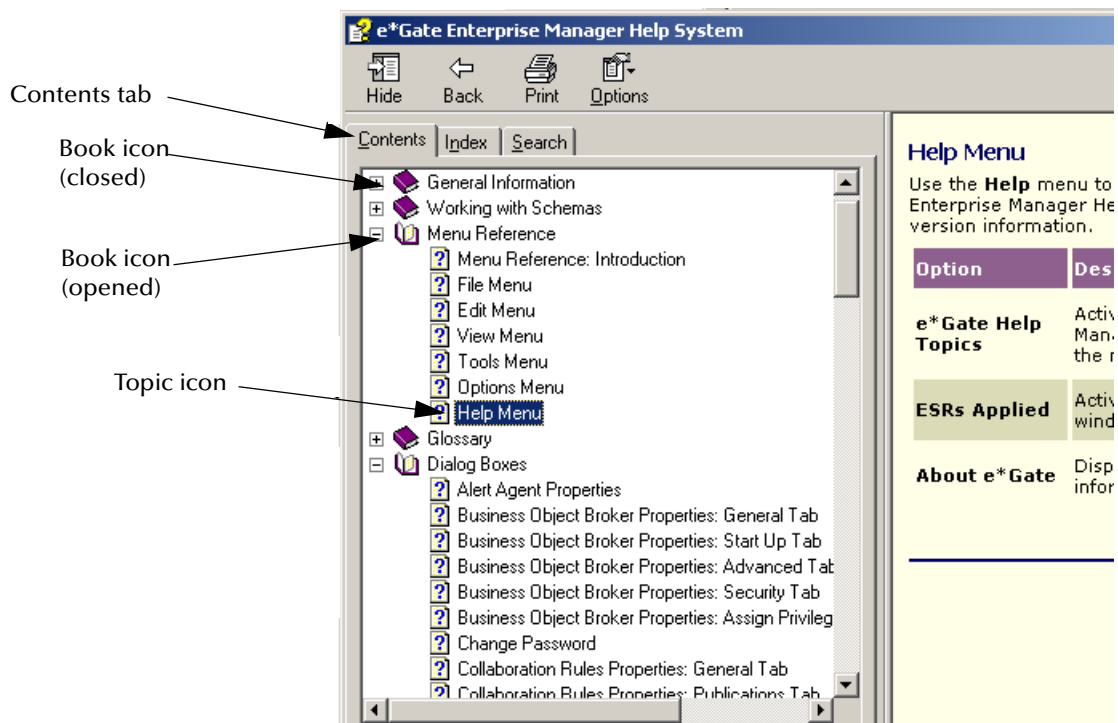 e*Gate Enterprise Manager Help System
Hide Back Print Options
Contents tab
Contents Index Search
Book icon
(closed)
General Information
Working with Schemas
Book icon
(opened)
Menu Reference
Menu Reference: Introduction
File Menu
Edit Menu
View Menu
Tools Menu
Options Menu
Topic icon
Help Menu
Glossary
Dialog Boxes
Alert Agent Properties
Business Object Broker Properties: General Tab
Business Object Broker Properties: Start Up Tab
Business Object Broker Properties: Advanced Tab
Business Object Broker Properties: Security Tab
Business Object Broker Properties: Assign Privileg
Change Password
Collaboration Rules Properties: General Tab
Collaboration Rules Properties: Publications Tab
Help Menu
Use the Help menu to
Enterprise Manager He
version information.
Option Des
e*Gate Help
Topics
Activ
Mana
the
ESRs Applied
Activ
wind
About e*Gate
Disp
infor